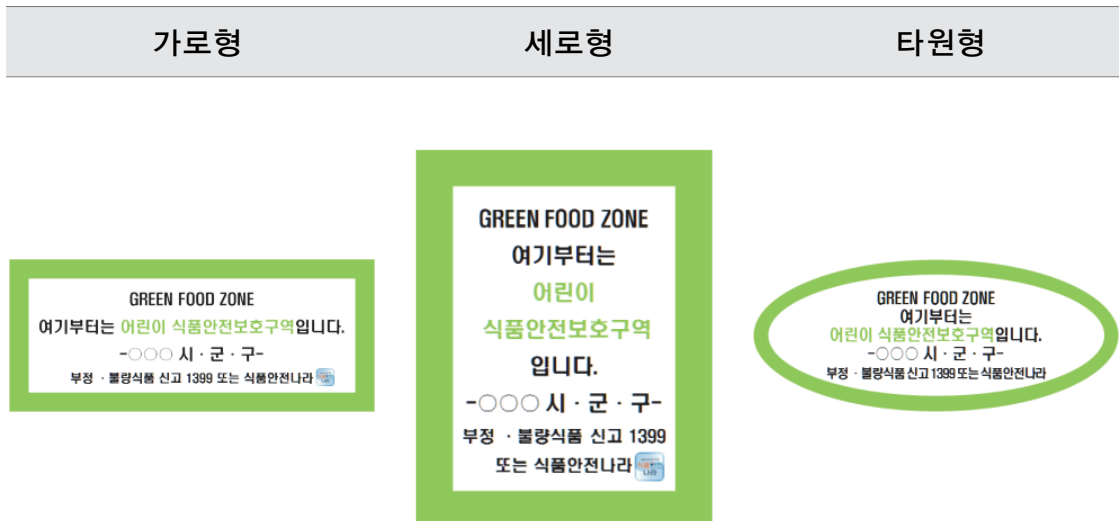 가로형
세로형
타원형
GREEN FOOD ZONE
여기부터는 어린이 식품안전보호구역입니다.
-○○○ 시 · 군 · 구-
부정 · 불량식품 신고 1399 또는 식품안전나라
GREEN FOOD ZONE
여기부터는
어린이
식품안전보호구역
입니다.
-○○○ 시 · 군 · 구-
부정 · 불량식품 신고 1399
또는 식품안전나라
나라
GREEN FOOD ZONE
여기부터는
어린이 식품안전보호구역입니다.
-○○○ 시 · 군 · 구-
부정 · 불량식품 신고 1399 또는 식품안전나라